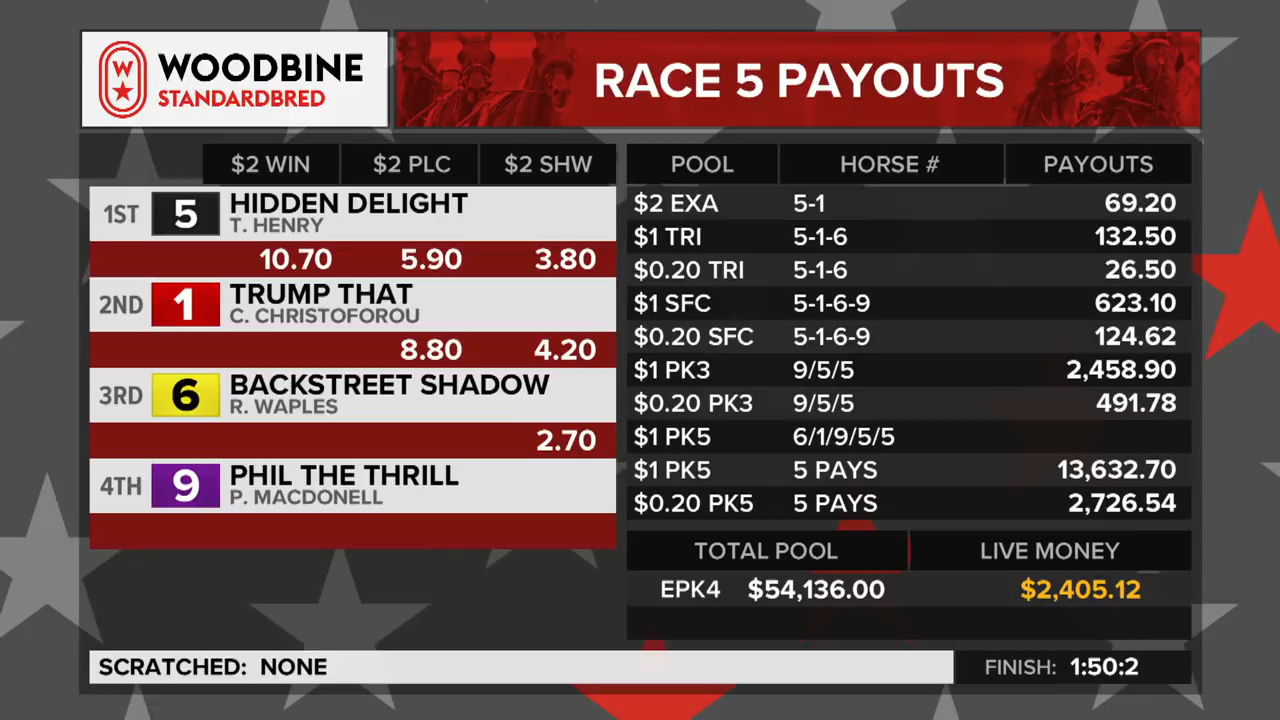 W
WOODBINE
STANDARDBRED
RACE 5 PAYOUTS
$2 WIN $2 PLC $2 SHW
1ST 5 HIDDEN DELIGHT
T. HENRY
10.70 5.90 3.80
2ND 1 TRUMP THAT
C. CHRISTOFOROU
8.80 4.20
3RD 6 BACKSTREET SHADOW
R. WAPLES
2.70
4TH 9 PHIL THE THRILL
P. MACDONELL
POOL HORSE # PAYOUTS
$2 EXA 5-1 69.20
$1 TRI 5-1-6 132.50
$0.20 TRI 5-1-6 26.50
$1 SFC 5-1-6-9 623.10
$0.20 SFC 5-1-6-9 124.62
$1 PK3 9/5/5 2,458.90
$0.20 PK3 9/5/5 491.78
$1 PK5 6/1/9/5/5
$1 PK5 5 PAYS 13,632.70
$0.20 PK5 5 PAYS 2,726.54
TOTAL POOL LIVE MONEY
EPK4 $54,136.00 $2,405.12
SCRATCHED: NONE
FINISH: 1:50:2